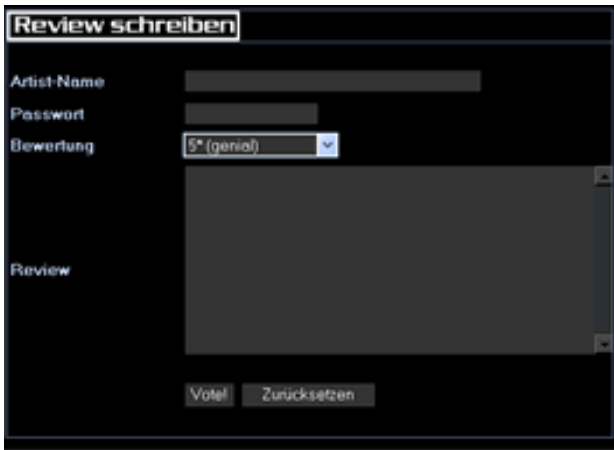 Review schreiben
Artist-Name
Passwort
Bewertung 5* (genial)
Review
Vote! Zurücksetzen